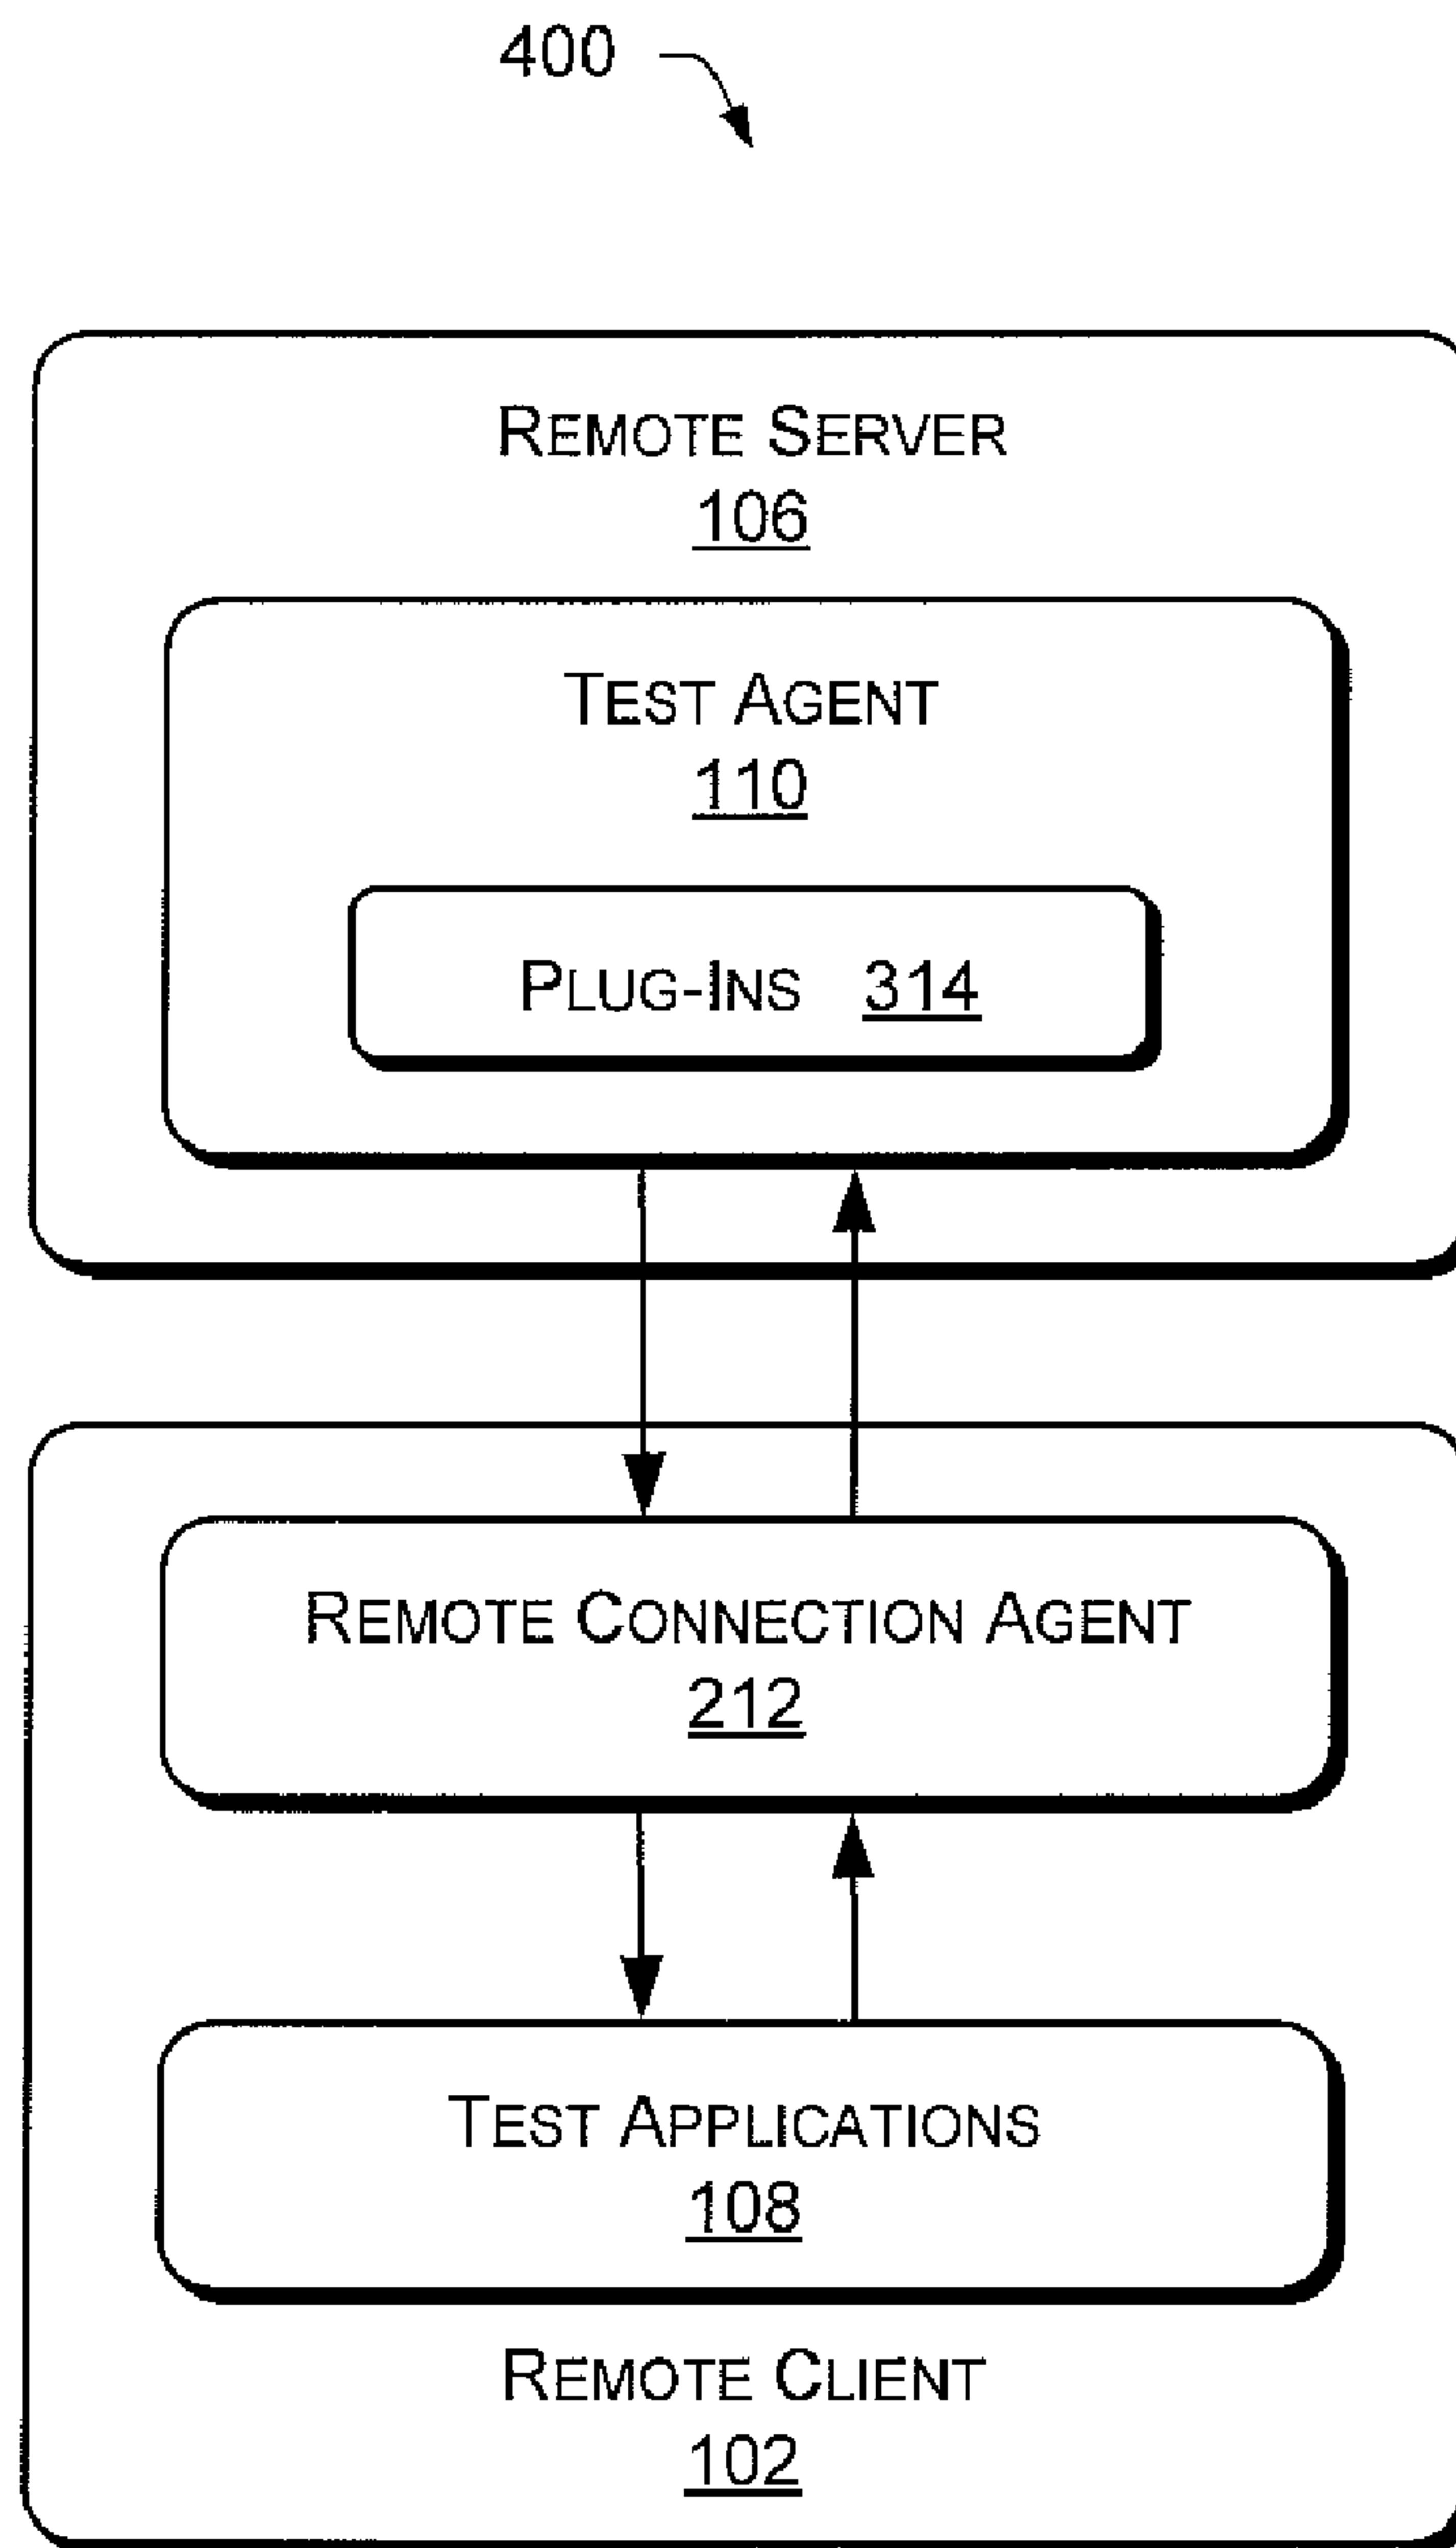 400
REMOTE SERVER
106
TEST AGENT
110
PLUG-INS 314
REMOTE CONNECTION AGENT
212
TEST APPLICATIONS
108
REMOTE CLIENT
102